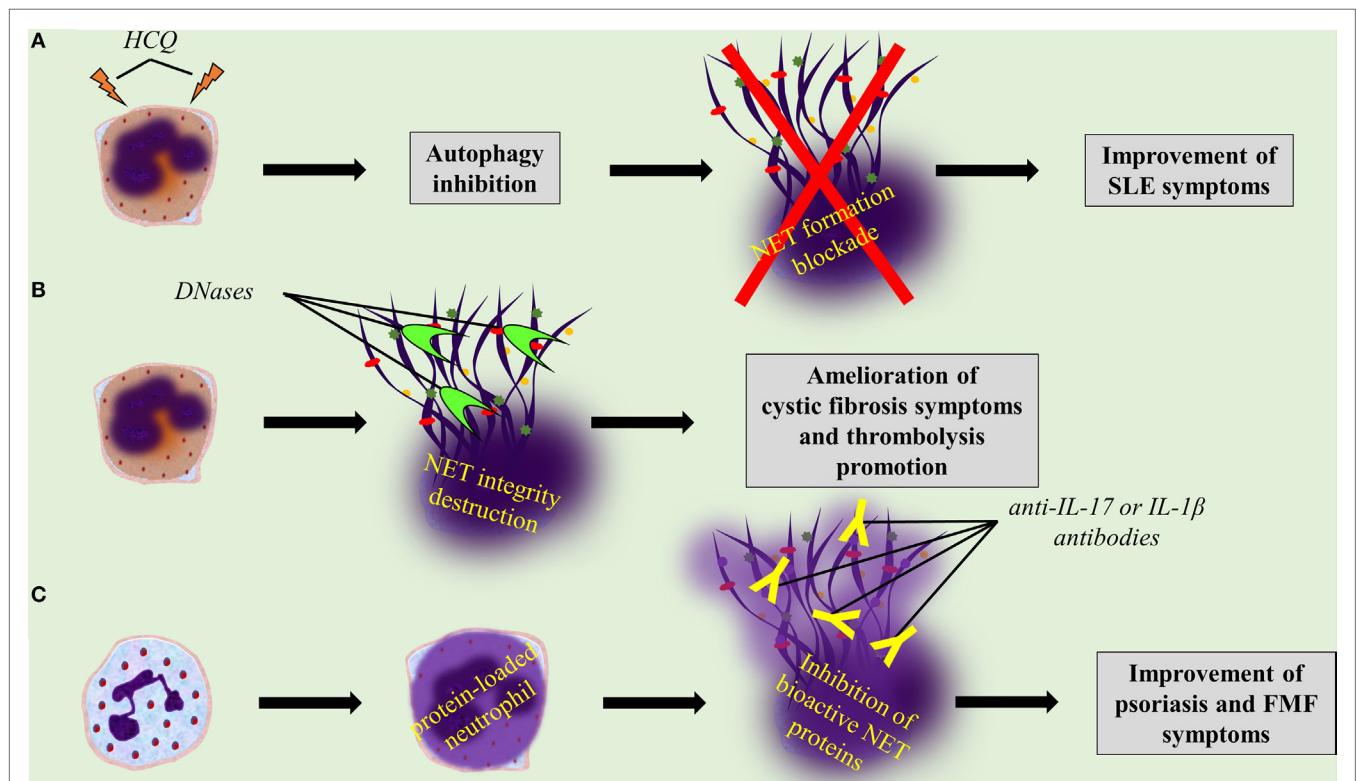 A
HCQ
Autophagy
inhibition
NET formation
blockade
Improvement of
SLE symptoms
B
DNases
NET integrity
destruction
Amelioration of
cystic fibrosis symptoms
and thrombolysis
promotion
anti-IL-17 or IL-1β
antibodies
C
protein-loaded
neutrophil
Inhibition of
bioactive NET
proteins
Improvement of
psoriasis and FMF
symptoms